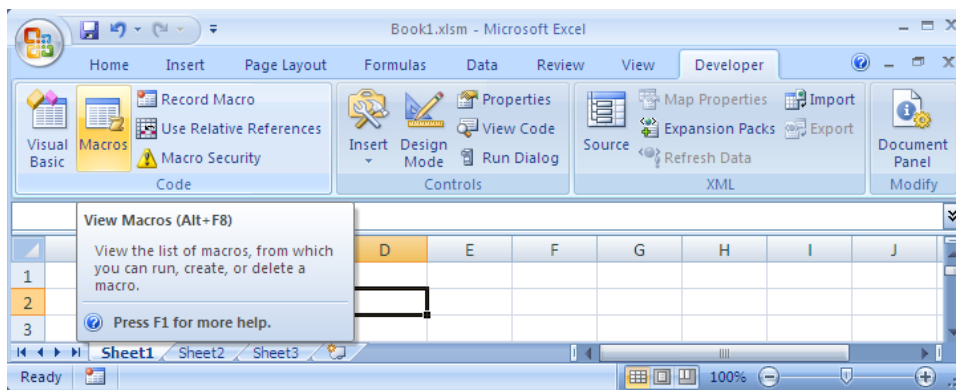 Book1.xlsm - Microsoft Excel
Home Insert Page Layout Formulas Data Review View Developer
Visual Basic
Macros
Record Macro
Use Relative References
Macro Security
Code
Insert
Design Mode
Properties
View Code
Run Dialog
Controls
Source
Map Properties
Expansion Packs
Refresh Data
Import
Export
XML
Document Panel
Modify
View Macros (Alt+F8)
View the list of macros, from which
you can run, create, or delete a
macro.
Press F1 for more help.
D E F G H I J
1
2
3
Sheet1 Sheet2 Sheet3
Ready 100%